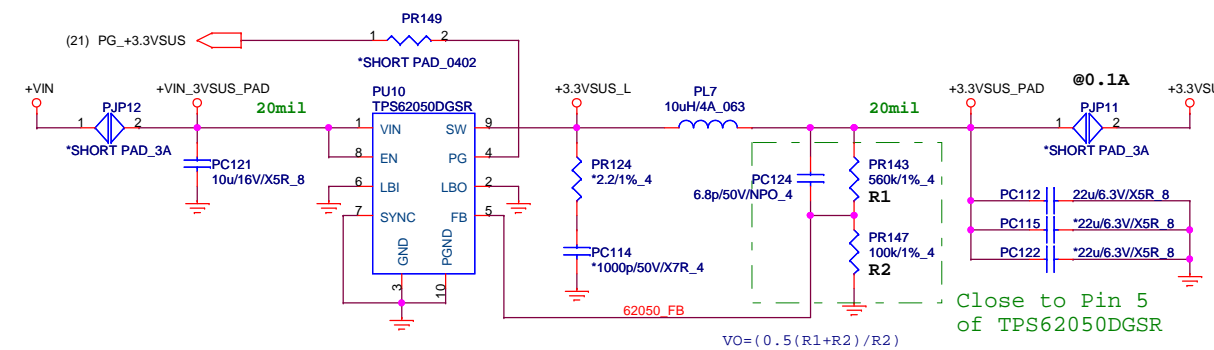 PR149
(21) PG_+3.3VSUS
1 2
*SHORT PAD_0402
+VIN
+VIN_3VSUS_PAD
PU10
TPS62050DGSR
+3.3VSUS_L
PL7
10uH/4A_063
+3.3VSUS_PAD
@0.1A
PJP12
1 2
*SHORT PAD_3A
20mil
PC121
10u/16V/X5R_8
1 VIN SW 9
8 EN PG 4
6 LBI LBO 2
7 SYNC FB 5
GND 3
PGND 10
PR124
*2.2/1%_4
PC114
*1000p/50V/X7R_4
20mil
PC124
6.8p/50V/NPO_4
PR143
560k/1%_4
R1
PR147
100k/1%_4
R2
PJP11
1 2
*SHORT PAD_3A
PC112 22u/6.3V/X5R_8
PC115 *22u/6.3V/X5R_8
PC122 *22u/6.3V/X5R_8
62050_FB
Close to Pin 5
of TPS62050DGSR
VO=(0.5(R1+R2)/R2)